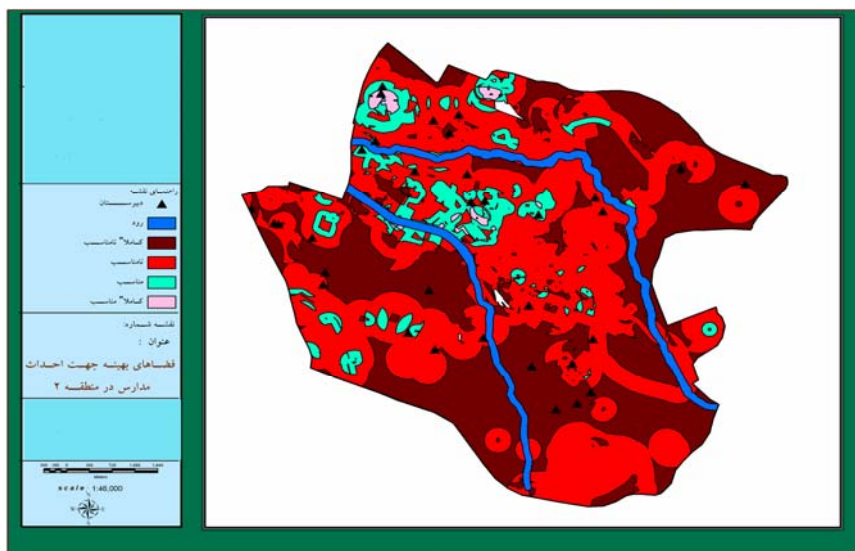 راهنمای نقشه
دبیرستان
رود
کاملا" نامناسب
نامناسب
مناسب
کاملا" مناسب
نقشه شماره:
عنوان :
فضاهای بهینه جهت احداث
مدارس در منطقه ۲
Meters
scale 1:46,000